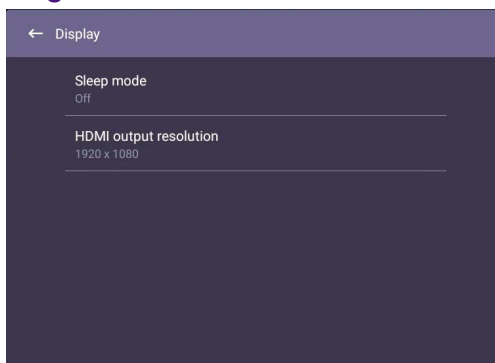 ← Display
Sleep mode
Off
HDMI output resolution
1920 x 1080